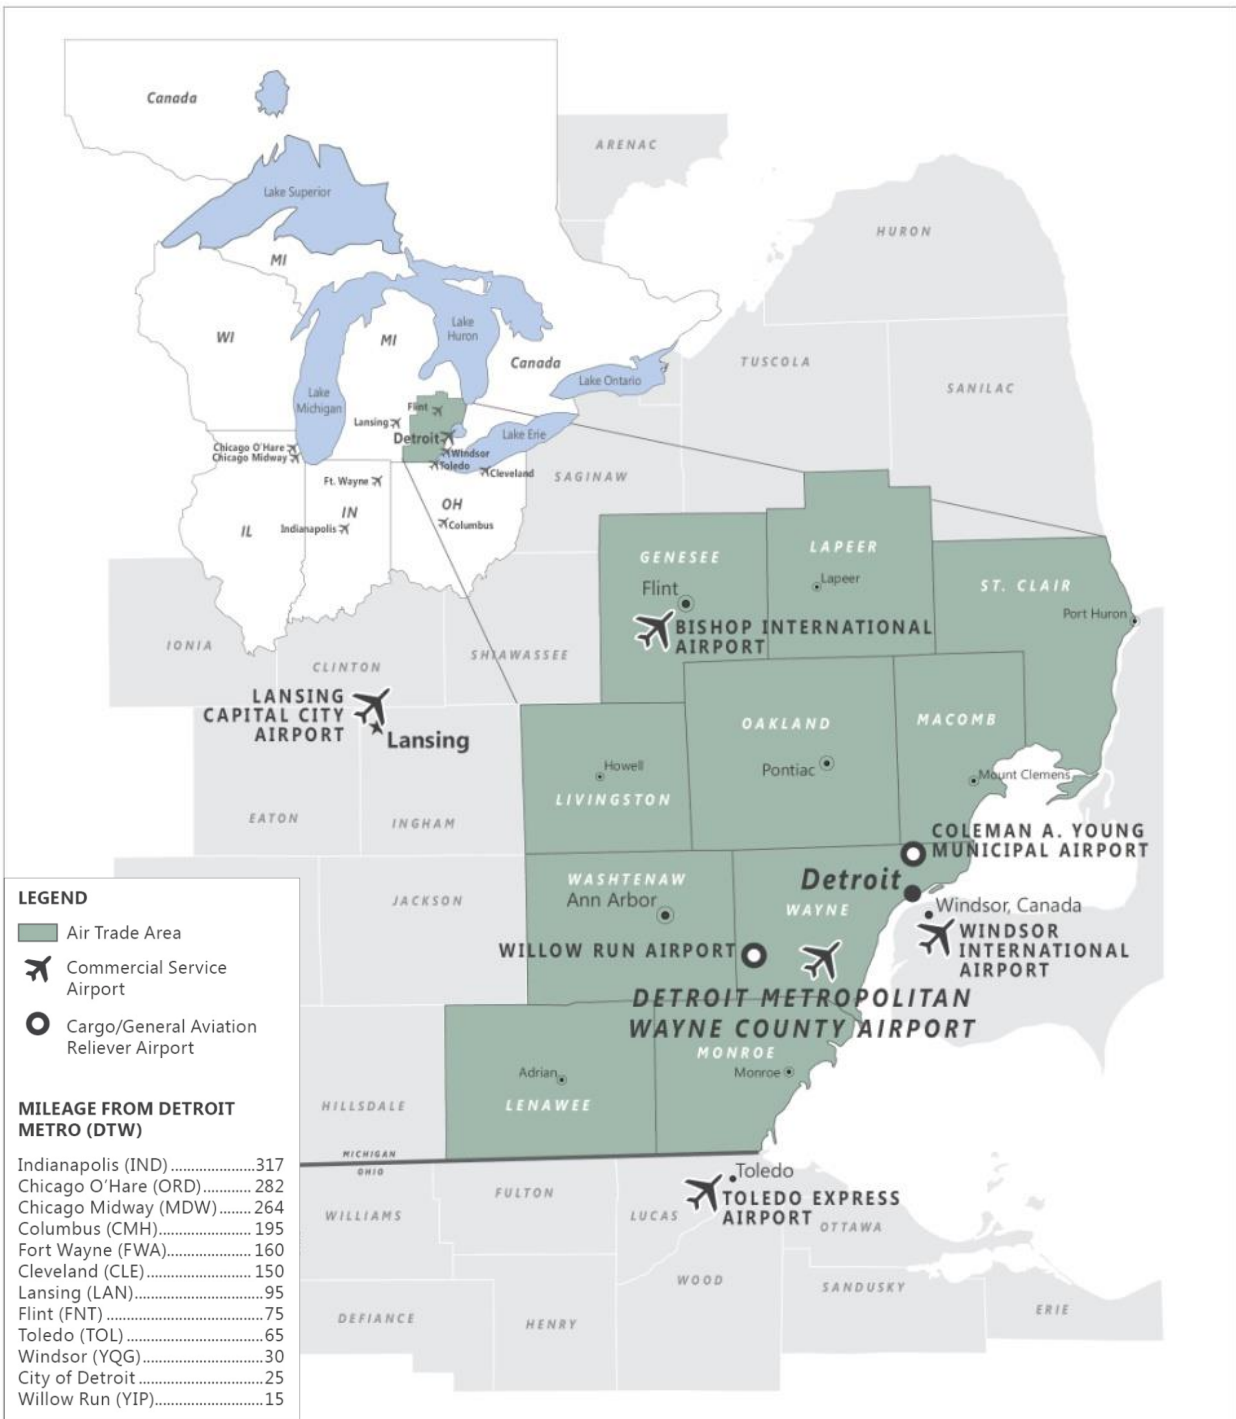 Canada
Lake Superior
MI
WI
MI
Lake
Huron
Canada
Lake Ontario
Lake
Michigan
Flint
Lansing
Detroit
Lake Erie
Windsor
Toledo
Cleveland
Chicago O'Hare
Chicago Midway
Ft. Wayne
IN
OH
IL
Indianapolis
Columbus
ARENAC
HURON
TUSCOLA
SANILAC
SAGINAW
GENESEE
Flint
BISHOP INTERNATIONAL
AIRPORT
LAPEER
Lapeer
ST. CLAIR
Port Huron
IONIA
CLINTON
SHIAWASSEE
LANSING
CAPITAL CITY
AIRPORT
Lansing
OAKLAND
Pontiac
MACOMB
Mount Clemens
Howell
LIVINGSTON
EATON
INGHAM
COLEMAN A. YOUNG
MUNICIPAL AIRPORT
Detroit
WASHTENAW
Ann Arbor
WAYNE
JACKSON
Windsor, Canada
WINDSOR
INTERNATIONAL
AIRPORT
WILLOW RUN AIRPORT
DETROIT METROPOLITAN
WAYNE COUNTY AIRPORT
MONROE
Monroe
Adrian
LENAWEE
HILLSDALE
MICHIGAN
OHIO
Toledo
TOLEDO EXPRESS
AIRPORT
FULTON
WILLIAMS
LUCAS
OTTAWA
WOOD
SANDUSKY
ERIE
DEFIANCE
HENRY
LEGEND
Air Trade Area
Commercial Service
Airport
Cargo/General Aviation
Reliever Airport
MILEAGE FROM DETROIT
METRO (DTW)
Indianapolis (IND).....................317
Chicago O'Hare (ORD)............ 282
Chicago Midway (MDW)........ 264
Columbus (CMH)....................... 195
Fort Wayne (FWA)..................... 160
Cleveland (CLE).......................... 150
Lansing (LAN)................................ 95
Flint (FNT) .......................................75
Toledo (TOL) ..................................65
Windsor (YQG)..............................30
City of Detroit ...............................25
Willow Run (YIP)...........................15